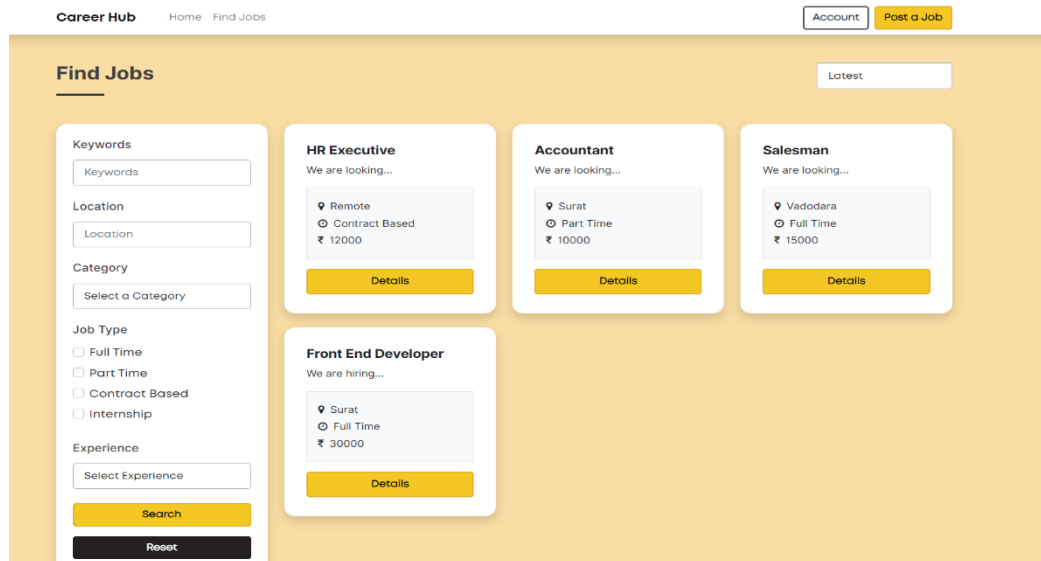 Career Hub Home Find Jobs Account Post a Job
Find Jobs
Latest
Keywords
Keywords
Location
Location
Category
Select a Category
Job Type
Full Time
Part Time
Contract Based
Internship
Experience
Select Experience
Search
Reset
HR Executive
We are looking...
Remote
Contract Based
₹ 12000
Details
Accountant
We are looking...
Surat
Part Time
₹ 10000
Details
Salesman
We are looking...
Vadodara
Full Time
₹ 15000
Details
Front End Developer
We are hiring...
Surat
Full Time
₹ 30000
Details